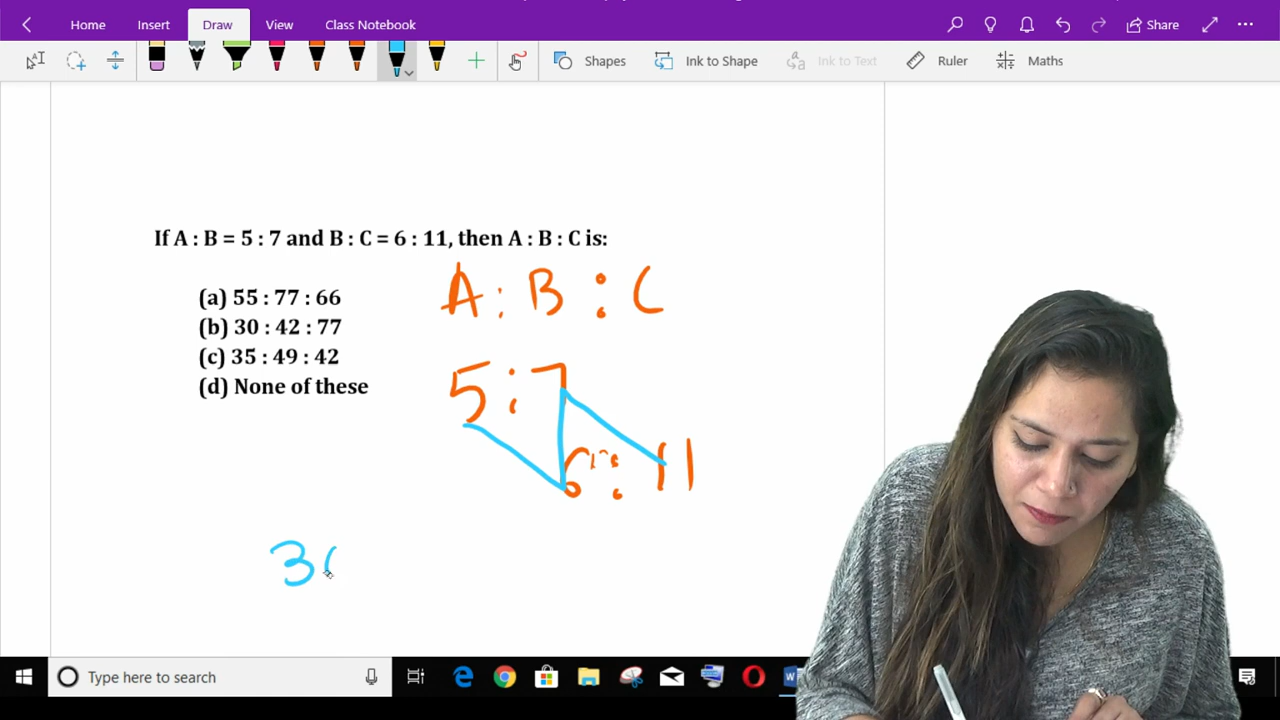 Home Insert Draw View Class Notebook Share
Shapes Ink to Shape Ink to Text Ruler Maths
If A : B = 5 : 7 and B : C = 6 : 11, then A : B : C is:
(a) 55 : 77 : 66
(b) 30 : 42 : 77
(c) 35 : 49 : 42
(d) None of these
A : B : C
5 : 7
6 : 11
3(
Type here to search